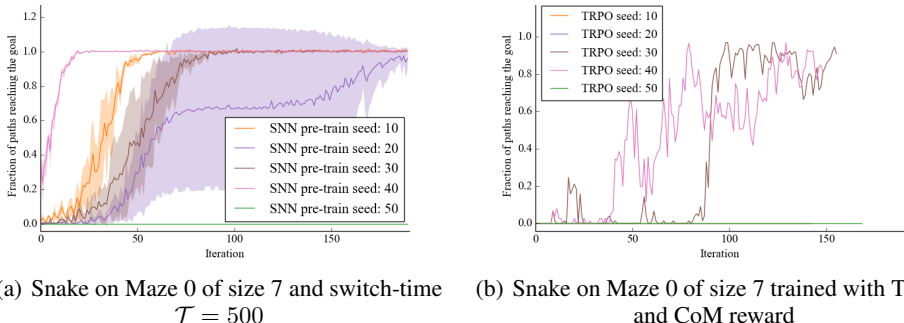 1.2
1.0
0.8
0.6
0.4
0.2
0.0
0
50
100
150
Fraction of paths reaching the goal
Iteration
SNN pre-train seed: 10
SNN pre-train seed: 20
SNN pre-train seed: 30
SNN pre-train seed: 40
SNN pre-train seed: 50
(a) Snake on Maze 0 of size 7 and switch-time
𝒯 = 500
1.0
0.8
0.6
0.4
0.2
0.0
0
50
100
150
Fraction of paths reaching the goal
Iteration
TRPO seed: 10
TRPO seed: 20
TRPO seed: 30
TRPO seed: 40
TRPO seed: 50
(b) Snake on Maze 0 of size 7 trained with T
and CoM reward